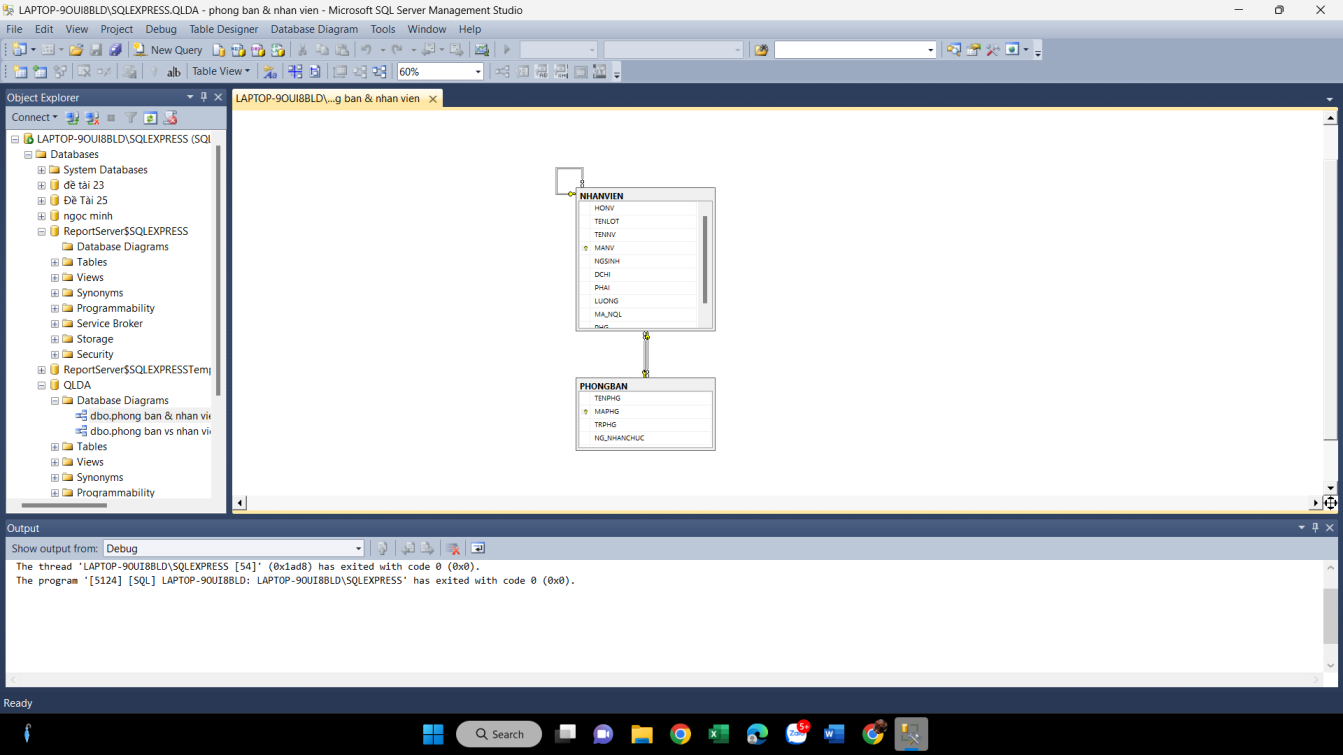 LAPTOP-9OUI8BLD\SQLEXPRESS.QLDA - phong ban & nhan vien - Microsoft SQL Server Management Studio
File Edit View Project Debug Table Designer Database Diagram Tools Window Help
New Query
Table View 60%
Object Explorer
LAPTOP-9OUI8BLD\...g ban & nhan vien
Connect
LAPTOP-9OUI8BLD\SQLEXPRESS (SQL
Databases
System Databases
đề tài 23
Đề Tài 25
ngọc minh
ReportServer$SQLEXPRESS
Database Diagrams
Tables
Views
Synonyms
Programmability
Service Broker
Storage
Security
ReportServer$SQLEXPRESSTemp
QLDA
Database Diagrams
dbo.phong ban & nhan vie
dbo.phong ban vs nhan vi
Tables
Views
Synonyms
Programmability
NHANVIEN
HONV
TENLOT
TENNV
MANV
NGSINH
DCHI
PHAI
LUONG
MA_NQL
PHG
PHONGBAN
TENPHG
MAPHG
TRPHG
NG_NHANCHUC
Output
Show output from: Debug
The thread 'LAPTOP-9OUI8BLD\SQLEXPRESS [54]' (0x1ad8) has exited with code 0 (0x0).
The program '[5124] [SQL] LAPTOP-9OUI8BLD: LAPTOP-9OUI8BLD\SQLEXPRESS' has exited with code 0 (0x0).
Ready
Search
5+